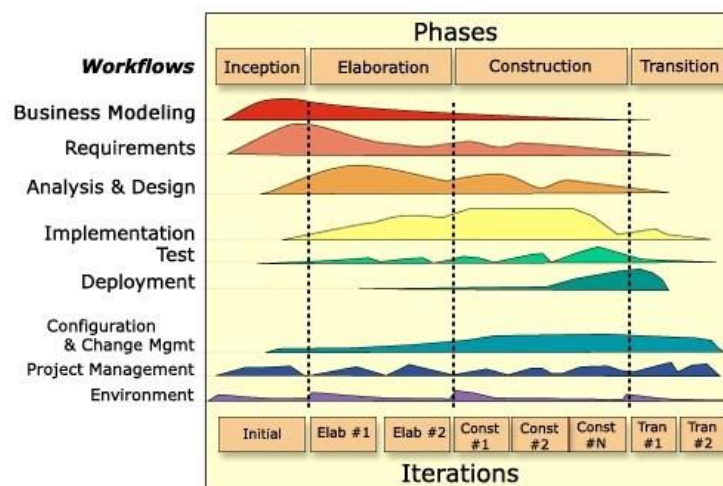 Phases
Workflows
Inception
Elaboration
Construction
Transition
Business Modeling
Requirements
Analysis & Design
Implementation
Test
Deployment
Configuration
& Change Mgmt
Project Management
Environment
Initial
Elab #1
Elab #2
Const
#1
Const
#2
Const
#N
Tran
#1
Tran
#2
Iterations